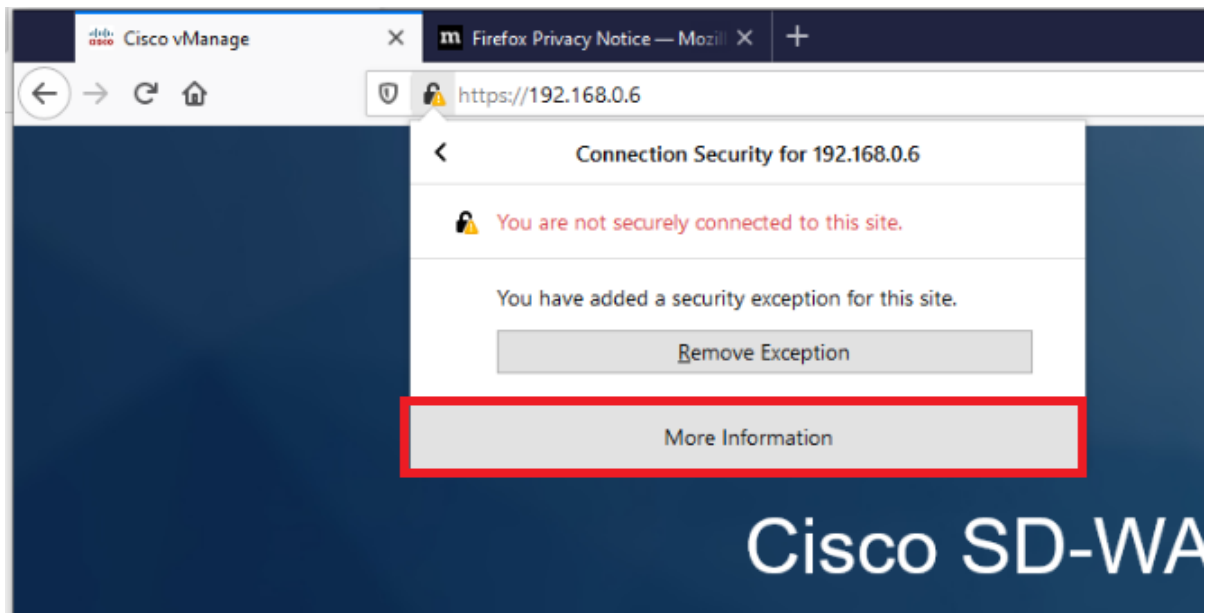 Cisco vManage
Firefox Privacy Notice — Mozill
https://192.168.0.6
Connection Security for 192.168.0.6
You are not securely connected to this site.
You have added a security exception for this site.
Remove Exception
More Information
Cisco SD-WA